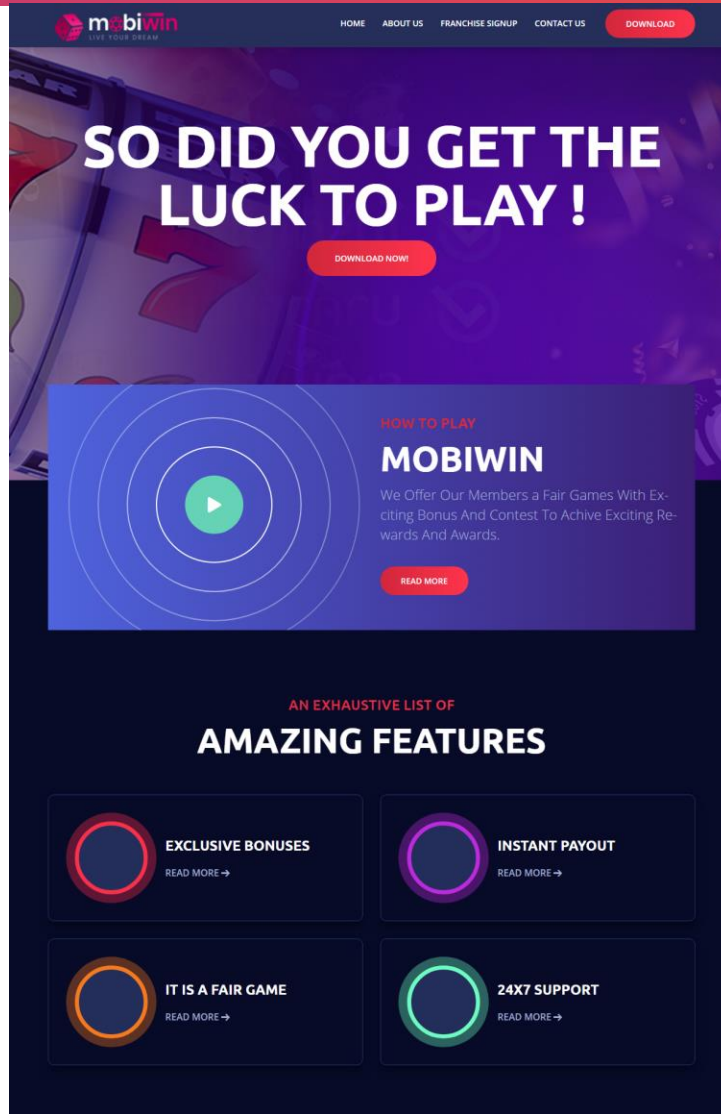 mobiwin
LIVE YOUR DREAM
HOME ABOUT US FRANCHISE SIGNUP CONTACT US DOWNLOAD
BAR
SO DID YOU GET THE
LUCK TO PLAY !
DOWNLOAD NOW!
HOW TO PLAY
MOBIWIN
We Offer Our Members a Fair Games With Ex-
citing Bonus And Contest To Achive Exciting Re-
wards And Awards.
READ MORE
AN EXHAUSTIVE LIST OF
AMAZING FEATURES
EXCLUSIVE BONUSES
READ MORE →
INSTANT PAYOUT
READ MORE →
IT IS A FAIR GAME
READ MORE →
24X7 SUPPORT
READ MORE →